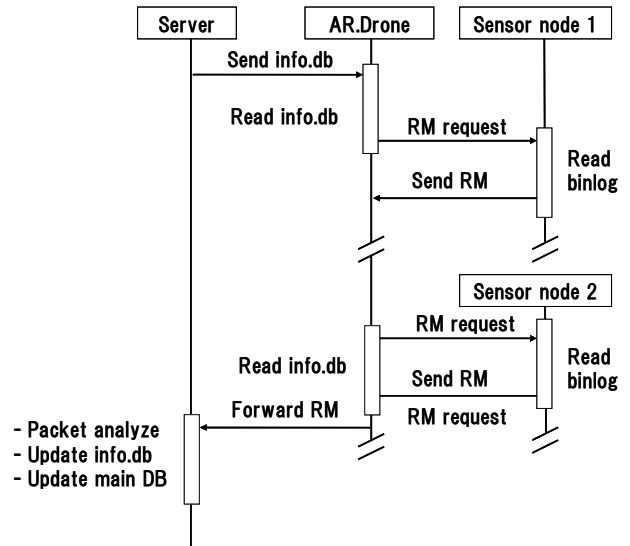 Server
AR.Drone
Sensor node 1
Send info.db
Read info.db
RM request
Read
binlog
Send RM
Sensor node 2
RM request
Read info.db
Read
binlog
Send RM
Forward RM
RM request
- Packet analyze
- Update info.db
- Update main DB